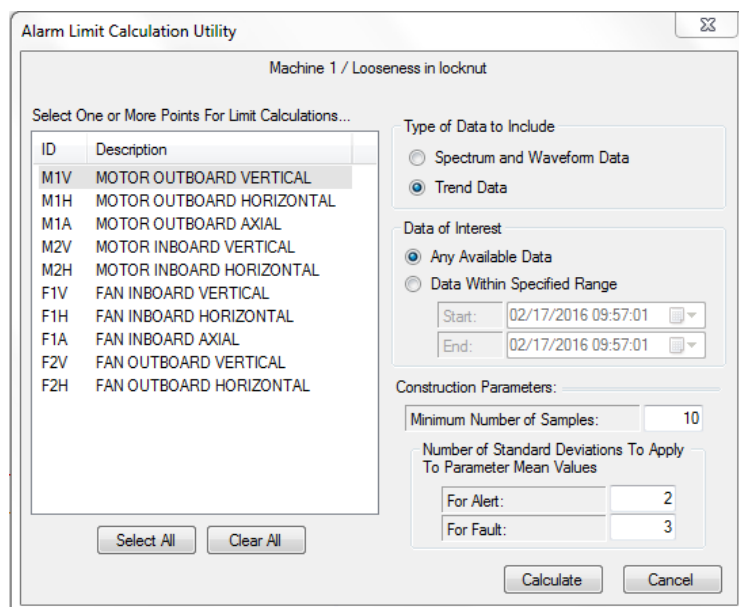 Alarm Limit Calculation Utility
Machine 1 / Looseness in locknut
Select One or More Points For Limit Calculations...
ID Description
M1V MOTOR OUTBOARD VERTICAL
M1H MOTOR OUTBOARD HORIZONTAL
M1A MOTOR OUTBOARD AXIAL
M2V MOTOR INBOARD VERTICAL
M2H MOTOR INBOARD HORIZONTAL
F1V FAN INBOARD VERTICAL
F1H FAN INBOARD HORIZONTAL
F1A FAN INBOARD AXIAL
F2V FAN OUTBOARD VERTICAL
F2H FAN OUTBOARD HORIZONTAL
Select All Clear All
Type of Data to Include
Spectrum and Waveform Data
Trend Data
Data of Interest
Any Available Data
Data Within Specified Range
Start: 02/17/2016 09:57:01
End: 02/17/2016 09:57:01
Construction Parameters:
Minimum Number of Samples: 10
Number of Standard Deviations To Apply
To Parameter Mean Values
For Alert: 2
For Fault: 3
Calculate Cancel